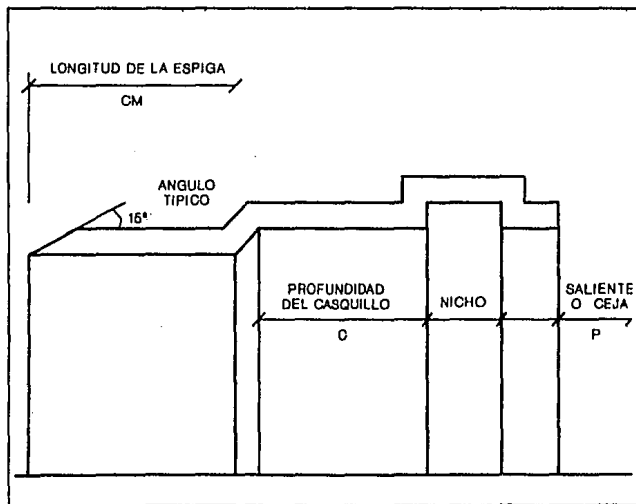 LONGITUD DE LA ESPIGA
CM
ANGULO
TIPICO
15°
PROFUNDIDAD
DEL CASQUILLO
C
NICHO
SALIENTE
O CEJA
P